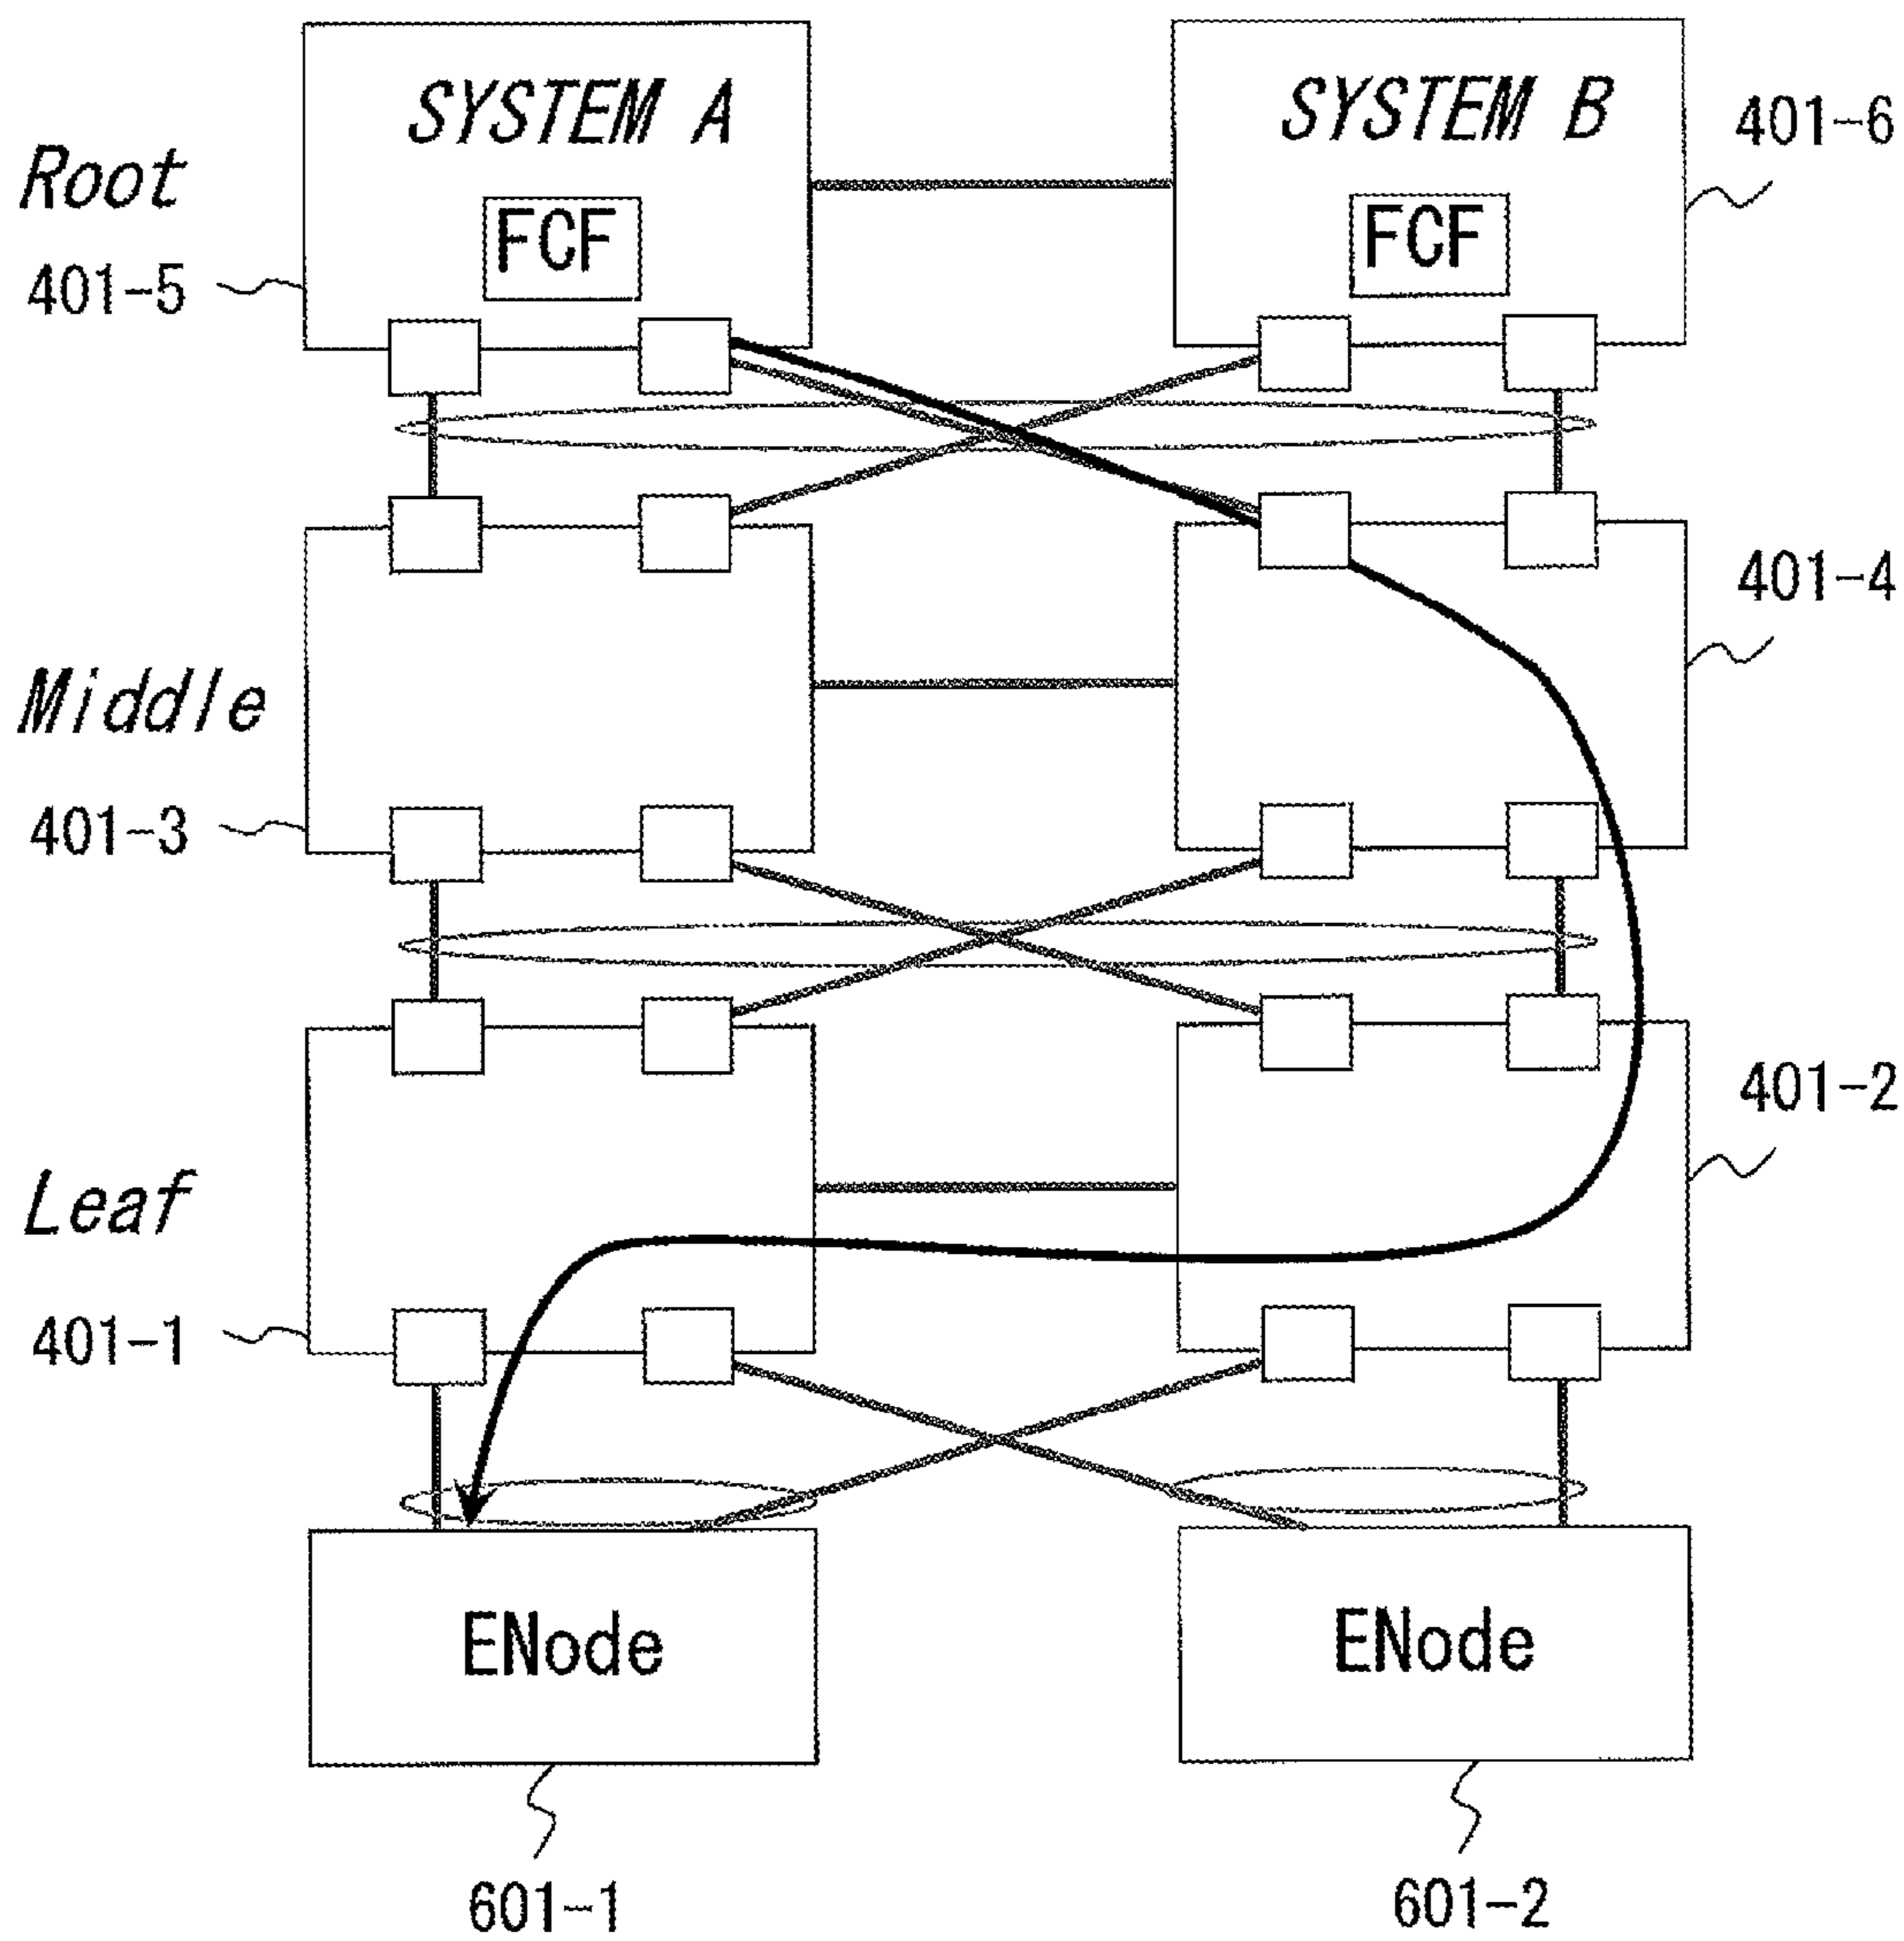 SYSTEM A
SYSTEM B
401-6
Root
FCF
FCF
401-5
401-4
Middle
401-3
401-2
Leaf
401-1
ENode
ENode
601-1
601-2